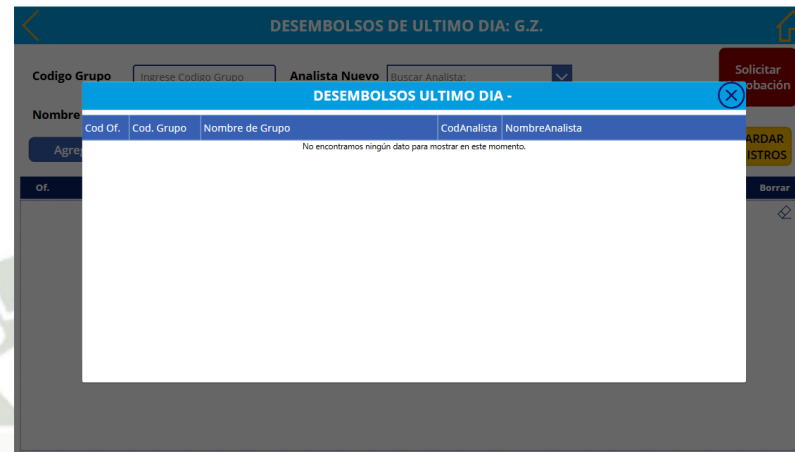 DESEMBOLSOS DE ULTIMO DIA: G.Z.
Codigo Grupo Ingrese Codigo Grupo Analista Nuevo Buscar Analista:
Solicitar
obación
DESEMBOLSOS ULTIMO DIA -
Nombre
Cod Of. Cod. Grupo Nombre de Grupo CodAnalista NombreAnalista
No encontramos ningún dato para mostrar en este momento.
Agre
ARDAR
ISTROS
Of. Borrar